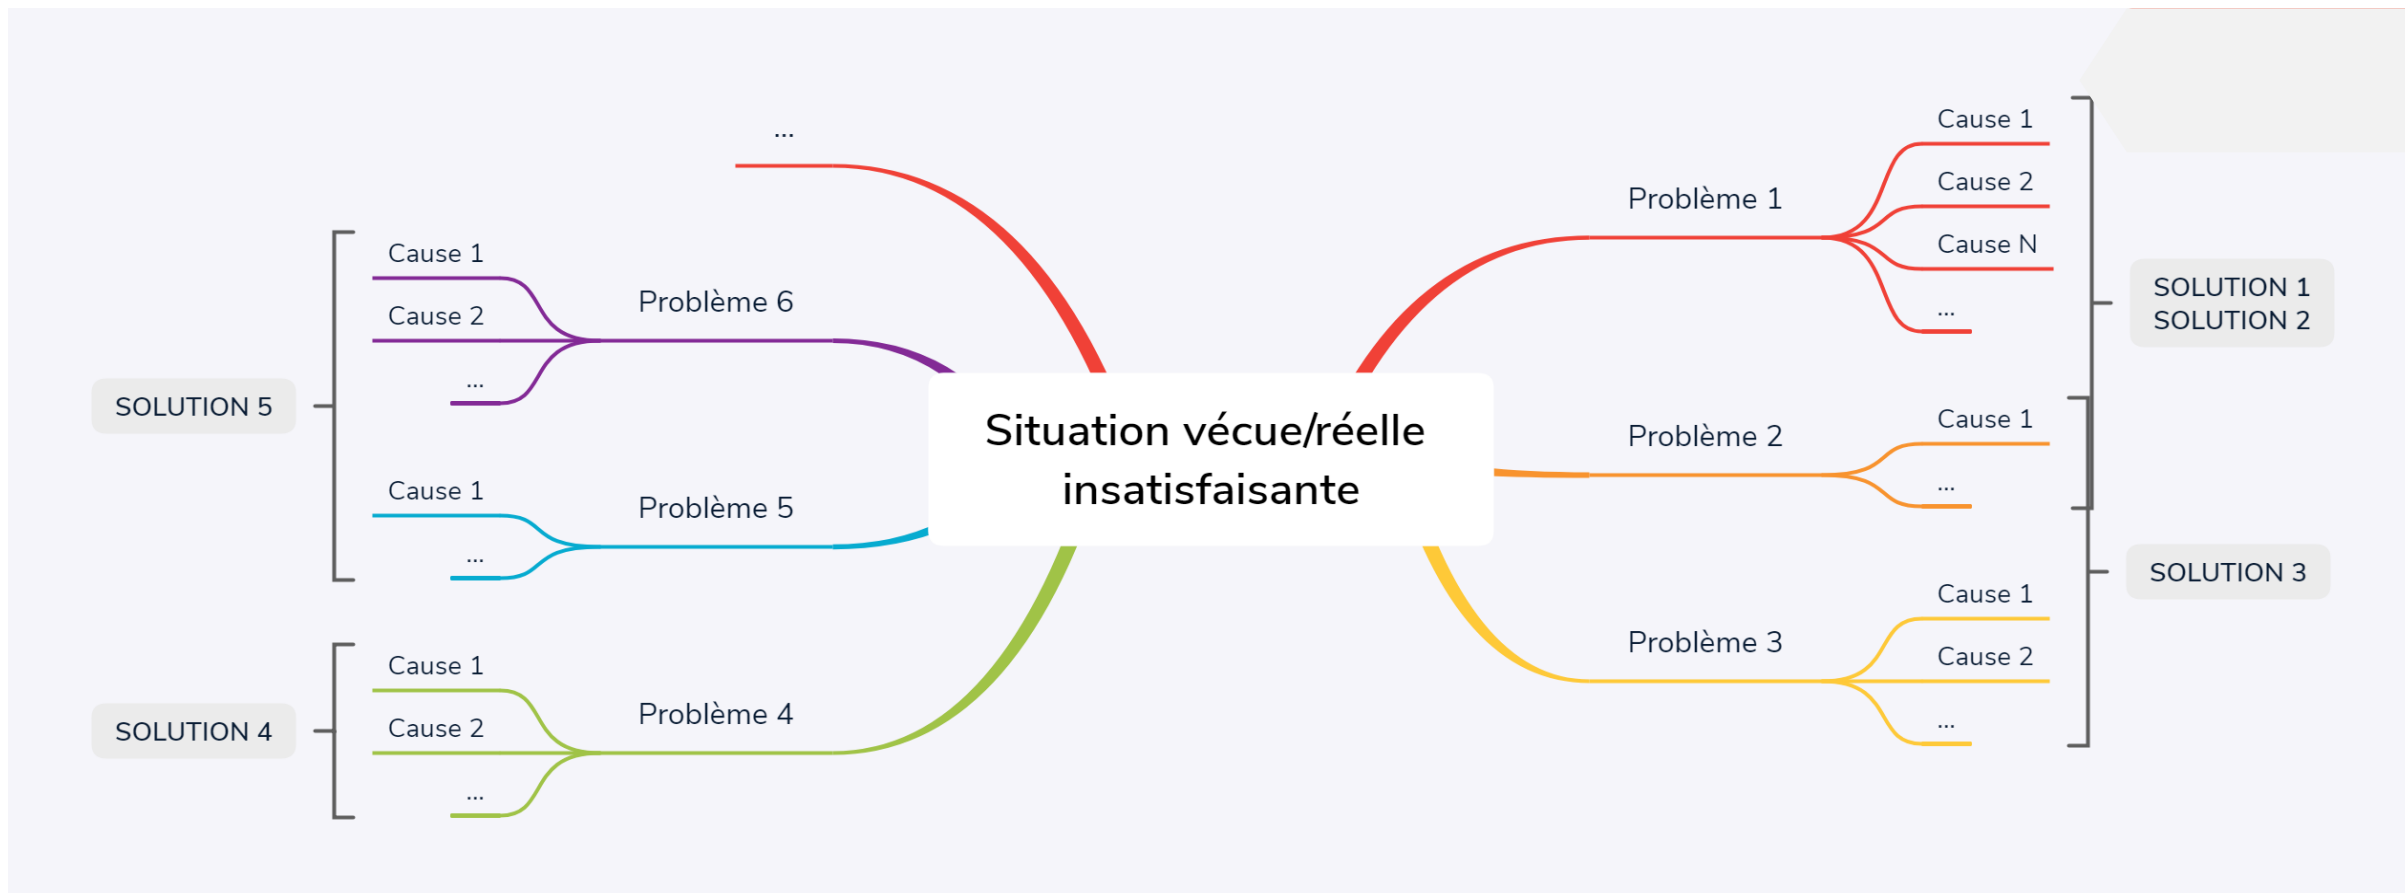 Situation vécue/réelle
insatisfaisante
Problème 1
Cause 1
Cause 2
Cause N
...
SOLUTION 1
SOLUTION 2
Problème 2
Cause 1
...
Problème 3
Cause 1
Cause 2
...
SOLUTION 3
Problème 4
Cause 1
Cause 2
...
SOLUTION 4
Problème 5
Cause 1
...
Problème 6
Cause 1
Cause 2
...
SOLUTION 5
...